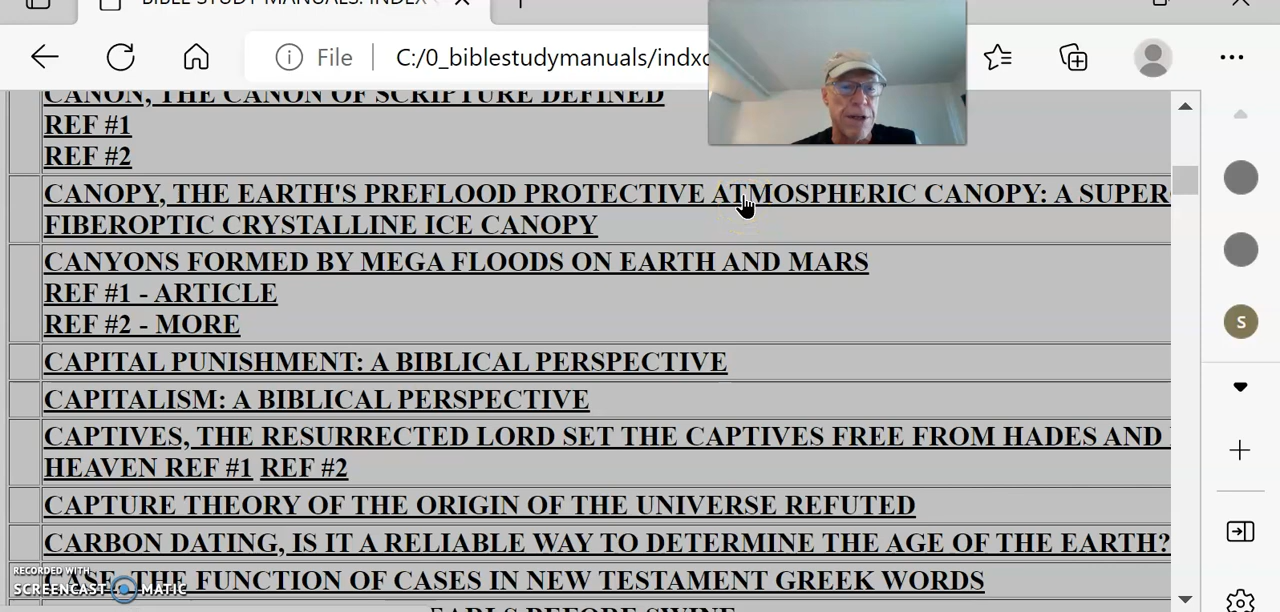 BIBLE STUDY MANUALS: INDEX
File
C:/0_biblestudymanuals/indxc
CANON, THE CANON OF SCRIPTURE DEFINED
REF #1
REF #2
CANOPY, THE EARTH'S PREFLOOD PROTECTIVE ATMOSPHERIC CANOPY: A SUPER
FIBEROPTIC CRYSTALLINE ICE CANOPY
CANYONS FORMED BY MEGA FLOODS ON EARTH AND MARS
REF #1 - ARTICLE
REF #2 - MORE
CAPITAL PUNISHMENT: A BIBLICAL PERSPECTIVE
CAPITALISM: A BIBLICAL PERSPECTIVE
CAPTIVES, THE RESURRECTED LORD SET THE CAPTIVES FREE FROM HADES AND
HEAVEN REF #1 REF #2
CAPTURE THEORY OF THE ORIGIN OF THE UNIVERSE REFUTED
CARBON DATING, IS IT A RELIABLE WAY TO DETERMINE THE AGE OF THE EARTH?
THE FUNCTION OF CASES IN NEW TESTAMENT GREEK WORDS
PEARLS BEFORE SWINE
S
RECORDED WITH
SCREENCAST-O-MATIC